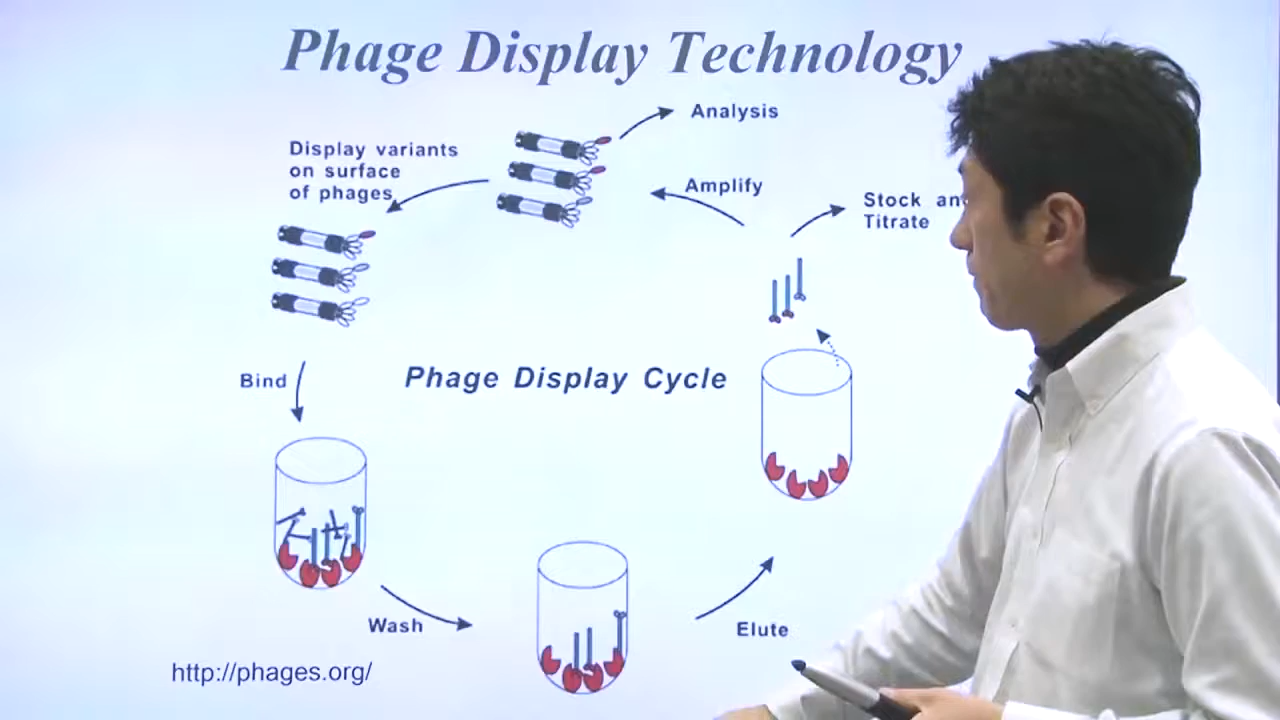 Phage Display Technology
Analysis
Display variants
on surface
of phages
Amplify
Stock an
Titrate
Bind
Phage Display Cycle
Wash
Elute
http://phages.org/